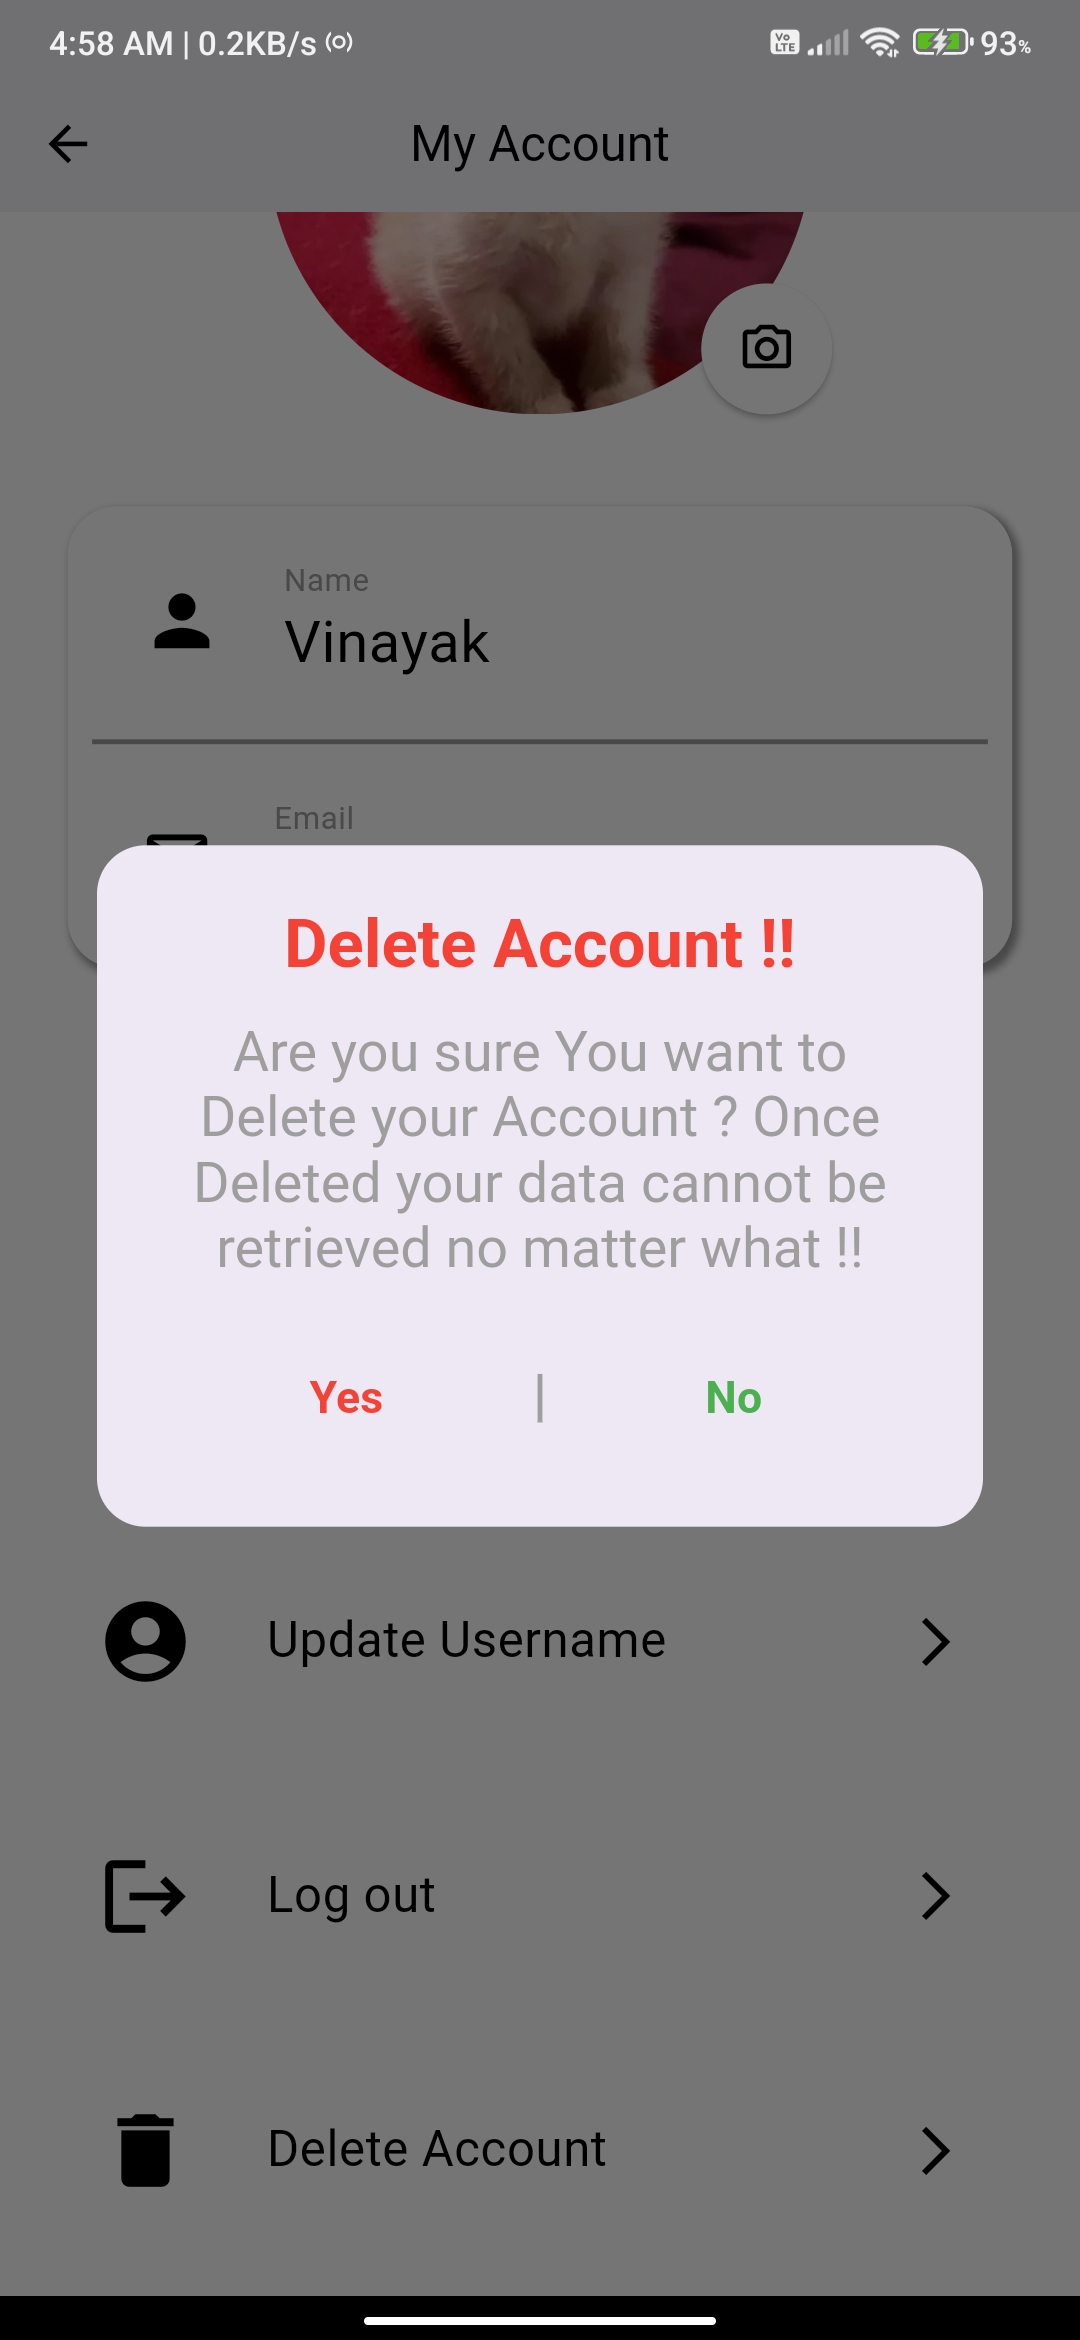 4:58 AM | 0.2KB/s
Vo LTE
93%
My Account
Name
Vinayak
Email
Delete Account !!
Are you sure You want to
Delete your Account ? Once
Deleted your data cannot be
retrieved no matter what !!
Yes | No
Update Username
Log out
Delete Account